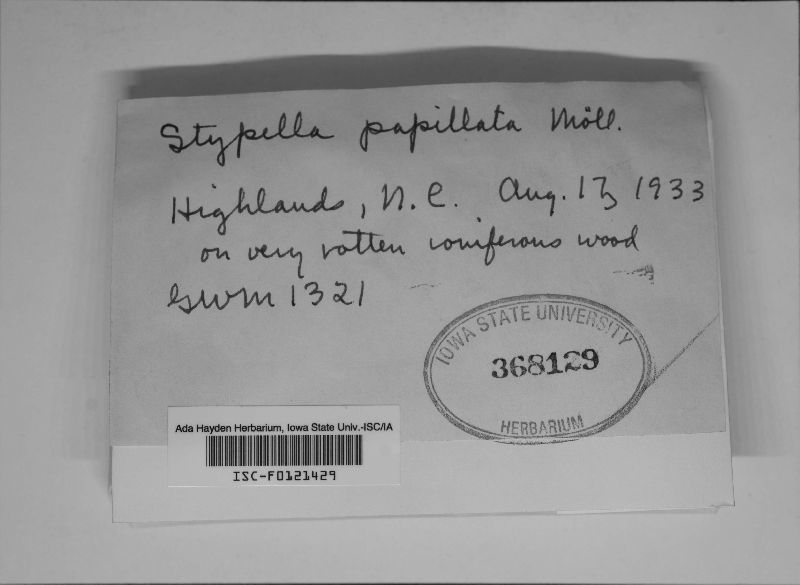 Stypella papillata Möll.
Highlands, N.C. Aug. 17, 1933
on very rotten coniferous wood
GWM 1321
IOWA STATE UNIVERSITY
368129
HERBARIUM
Ada Hayden Herbarium, Iowa State Univ.-ISC/IA
ISC-F0121429